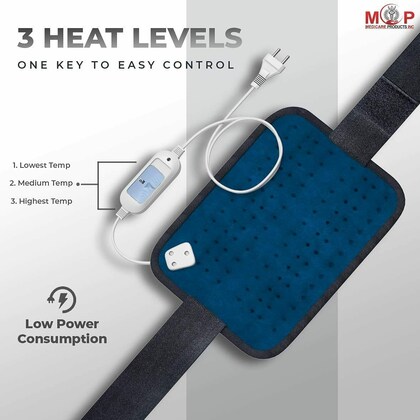 3 HEAT LEVELS
ONE KEY TO EASY CONTROL
MOP
MEDICARE PRODUCTS INC.
1. Lowest Temp
2. Medium Temp
3. Highest Temp
Low Power
Consumption